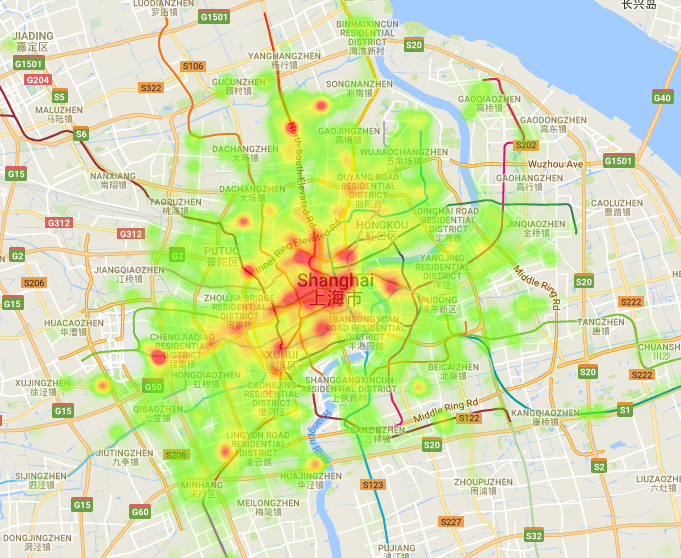 LUODIANZHEN
罗店镇
长兴岛
G1501
BINHAIXINCUN
RESIDENTIAL
DISTRICT
海滨新村
JIADING
嘉定区
S20
YANGHANGZHEN
杨行镇
G1501
S106
G204
GUCUNZHEN
顾村镇
SONGNANZHEN
淞南镇
S322
S5
GAOQIAOZHEN
高桥镇
G40
MALUZHEN
马陆镇
GAODONGZHEN
高东镇
S6
GAOJINGZHEN
高境镇
North-South Elevated Rd
DACHANGZHEN
大场镇
WUJIAOCHANGZHEN
五角场镇
S202
Wuzhou Ave
G1501
G15
NANXIANG
南翔镇
QUYANG ROAD
RESIDENTIAL
DISTRICT
曲阳路
GAOHANGZHEN
高行镇
DACHANGZHEN
大场镇
TAOPUZHEN
桃浦镇
CAOLUZHEN
曹路镇
DINGHAI ROAD
RESIDENTIAL
DISTRICT
定海路
G312
HONGKOU
虹口区
JINQIAOZHEN
金桥镇
G312
Inner Ring Elevated Rd
G2
G2
PUTUO
普陀区
YANGJING
RESIDENTIAL
DISTRICT
洋泾
JIANGQIAOZHEN
江桥镇
Middle Ring Rd
S206
Shanghai
上海市
S20
G15
ZHOUJIA BRIDGE
RESIDENTIAL
DISTRICT
周家桥
PUDONG
浦东新区
S222
HUACAOZHEN
华漕镇
BANSONGYUAN
ROAD RESIDENTIAL
DISTRICT
半淞园路
TANGZHEN
唐镇
CHENGJIAQIAO
RESIDENTIAL
DISTRICT
程家桥
CHUANSH
川沙
XUHUI
徐汇区
BEICAIZHEN
北蔡镇
S20
S222
HONGQIAOZHEN
虹桥镇
XUJINGZHEN
徐泾镇
G50
CAOHEJING
RESIDENTIAL
DISTRICT
漕河泾
SHANGGANGXINCUN
RESIDENTIAL
DISTRICT
上钢新村
G15
QIBAOZHEN
七宝镇
Middle Ring Rd
S122
KANGQIAOZHEN
康桥镇
S1
Huangpu River
SANLINZHEN
三林镇
LINGYUN ROAD
RESIDENTIAL
DISTRICT
凌云路
S20
JIUTINGZHEN
九亭镇
S206
S2
SIJINGZHEN
泗泾镇
HUAJINGZHEN
华泾镇
S123
ZHOUPUZHEN
周浦镇
LIUZAOZHEN
六灶镇
MINHANG
闵行区
G15
MEILONGZHEN
梅陇镇
G60
S227
S32
DONGJINGZHEN
洞泾镇
PUJIANG
浦江镇